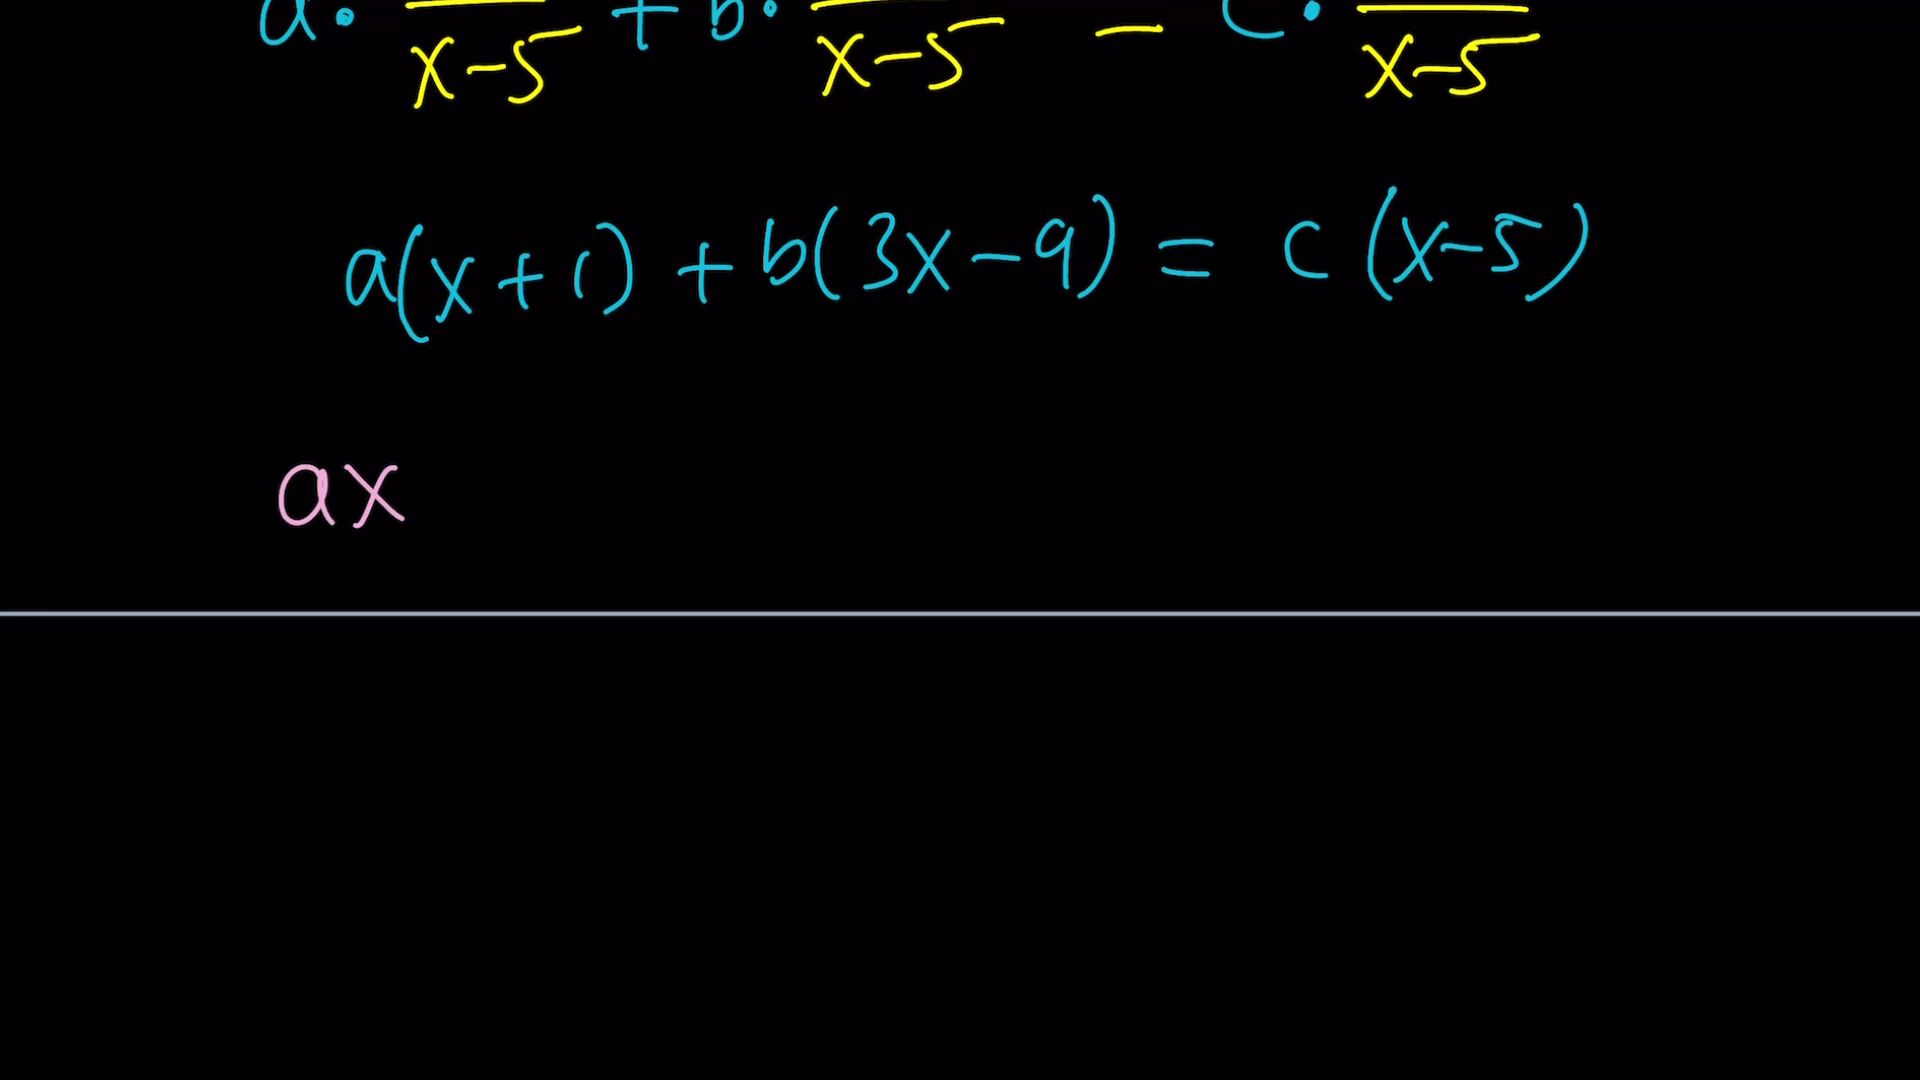 a· + b· − c·
x−5 x−5 x−5
a(x+1) + b(3x−9) = c(x−5)
ax